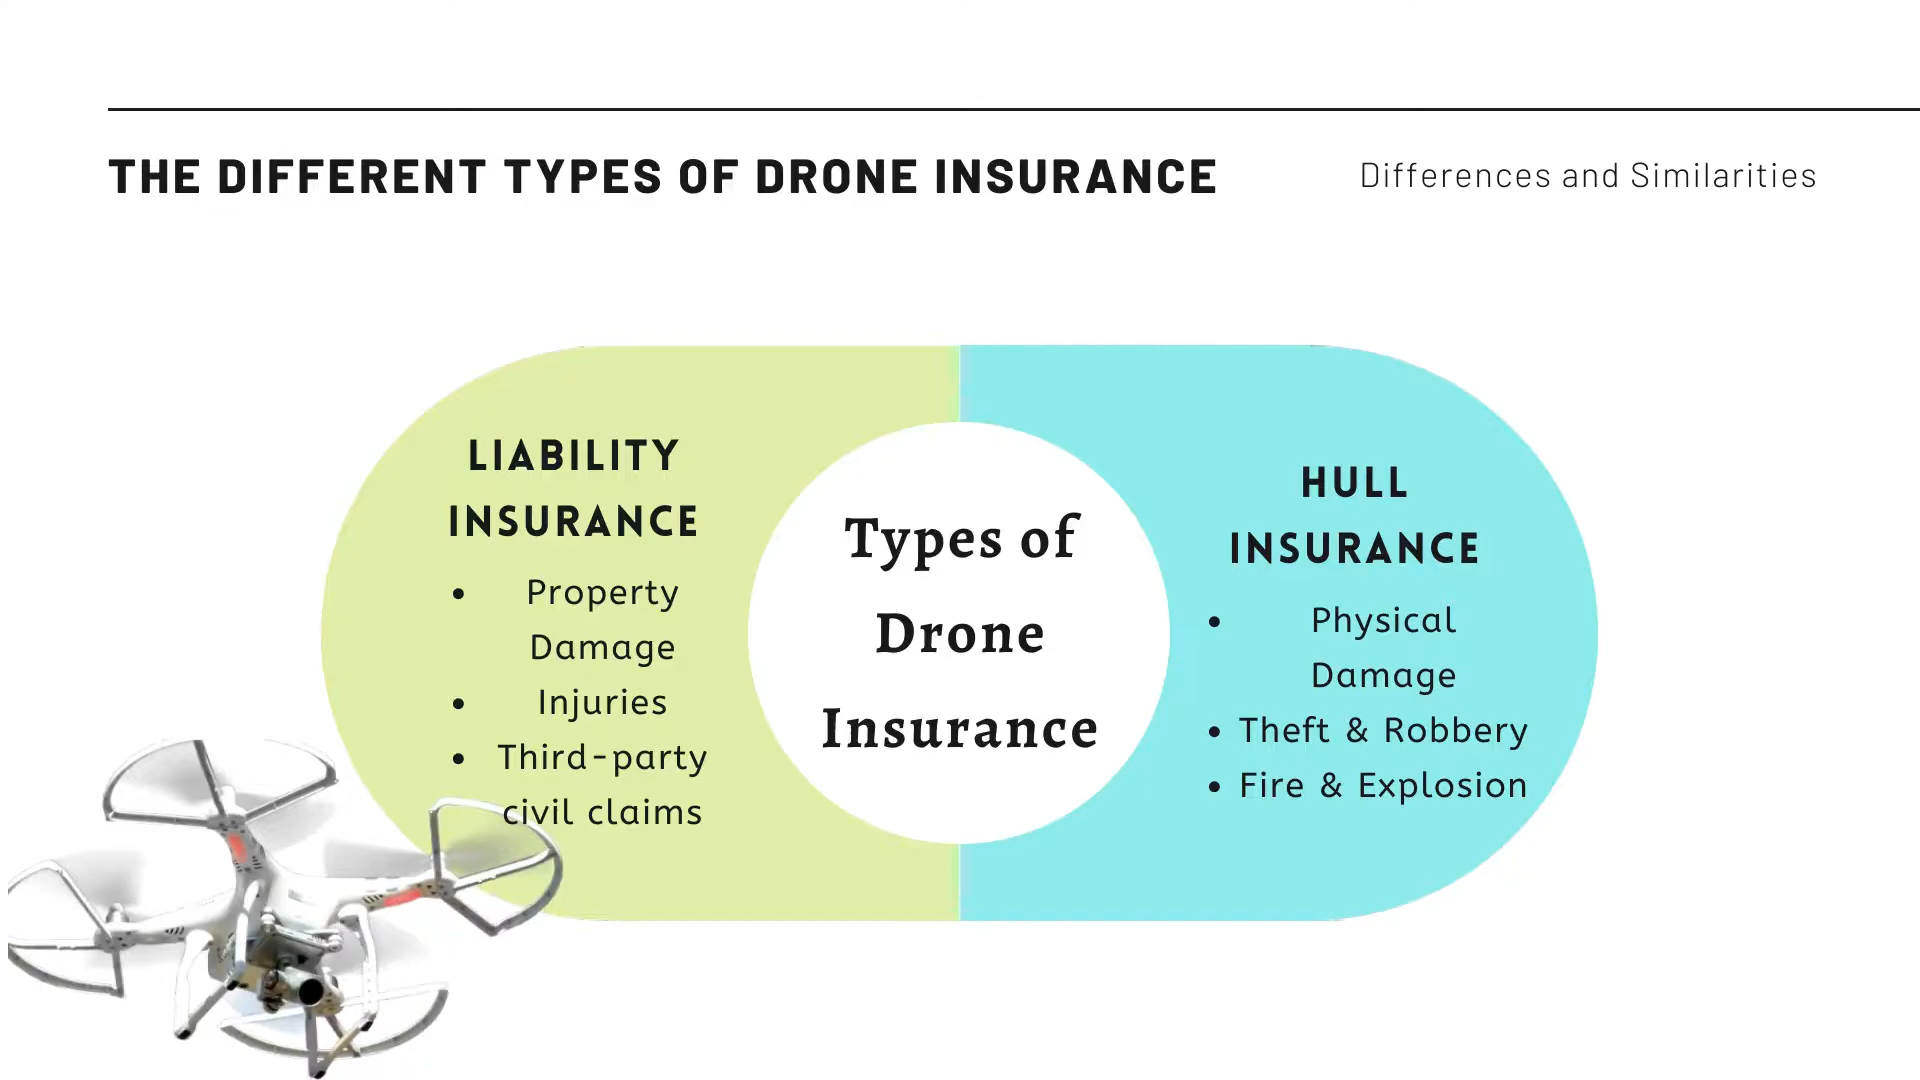 THE DIFFERENT TYPES OF DRONE INSURANCE
Differences and Similarities
LIABILITY
INSURANCE
• Property
Damage
• Injuries
• Third-party
civil claims
Types of
Drone
Insurance
HULL
INSURANCE
• Physical
Damage
• Theft & Robbery
• Fire & Explosion